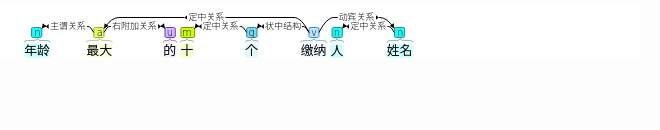 定中关系 动宾关系
主谓关系 右附加关系 定中关系 状中结构 定中关系
n a u m q v n n
年龄 最大 的 十 个 缴纳 人 姓名